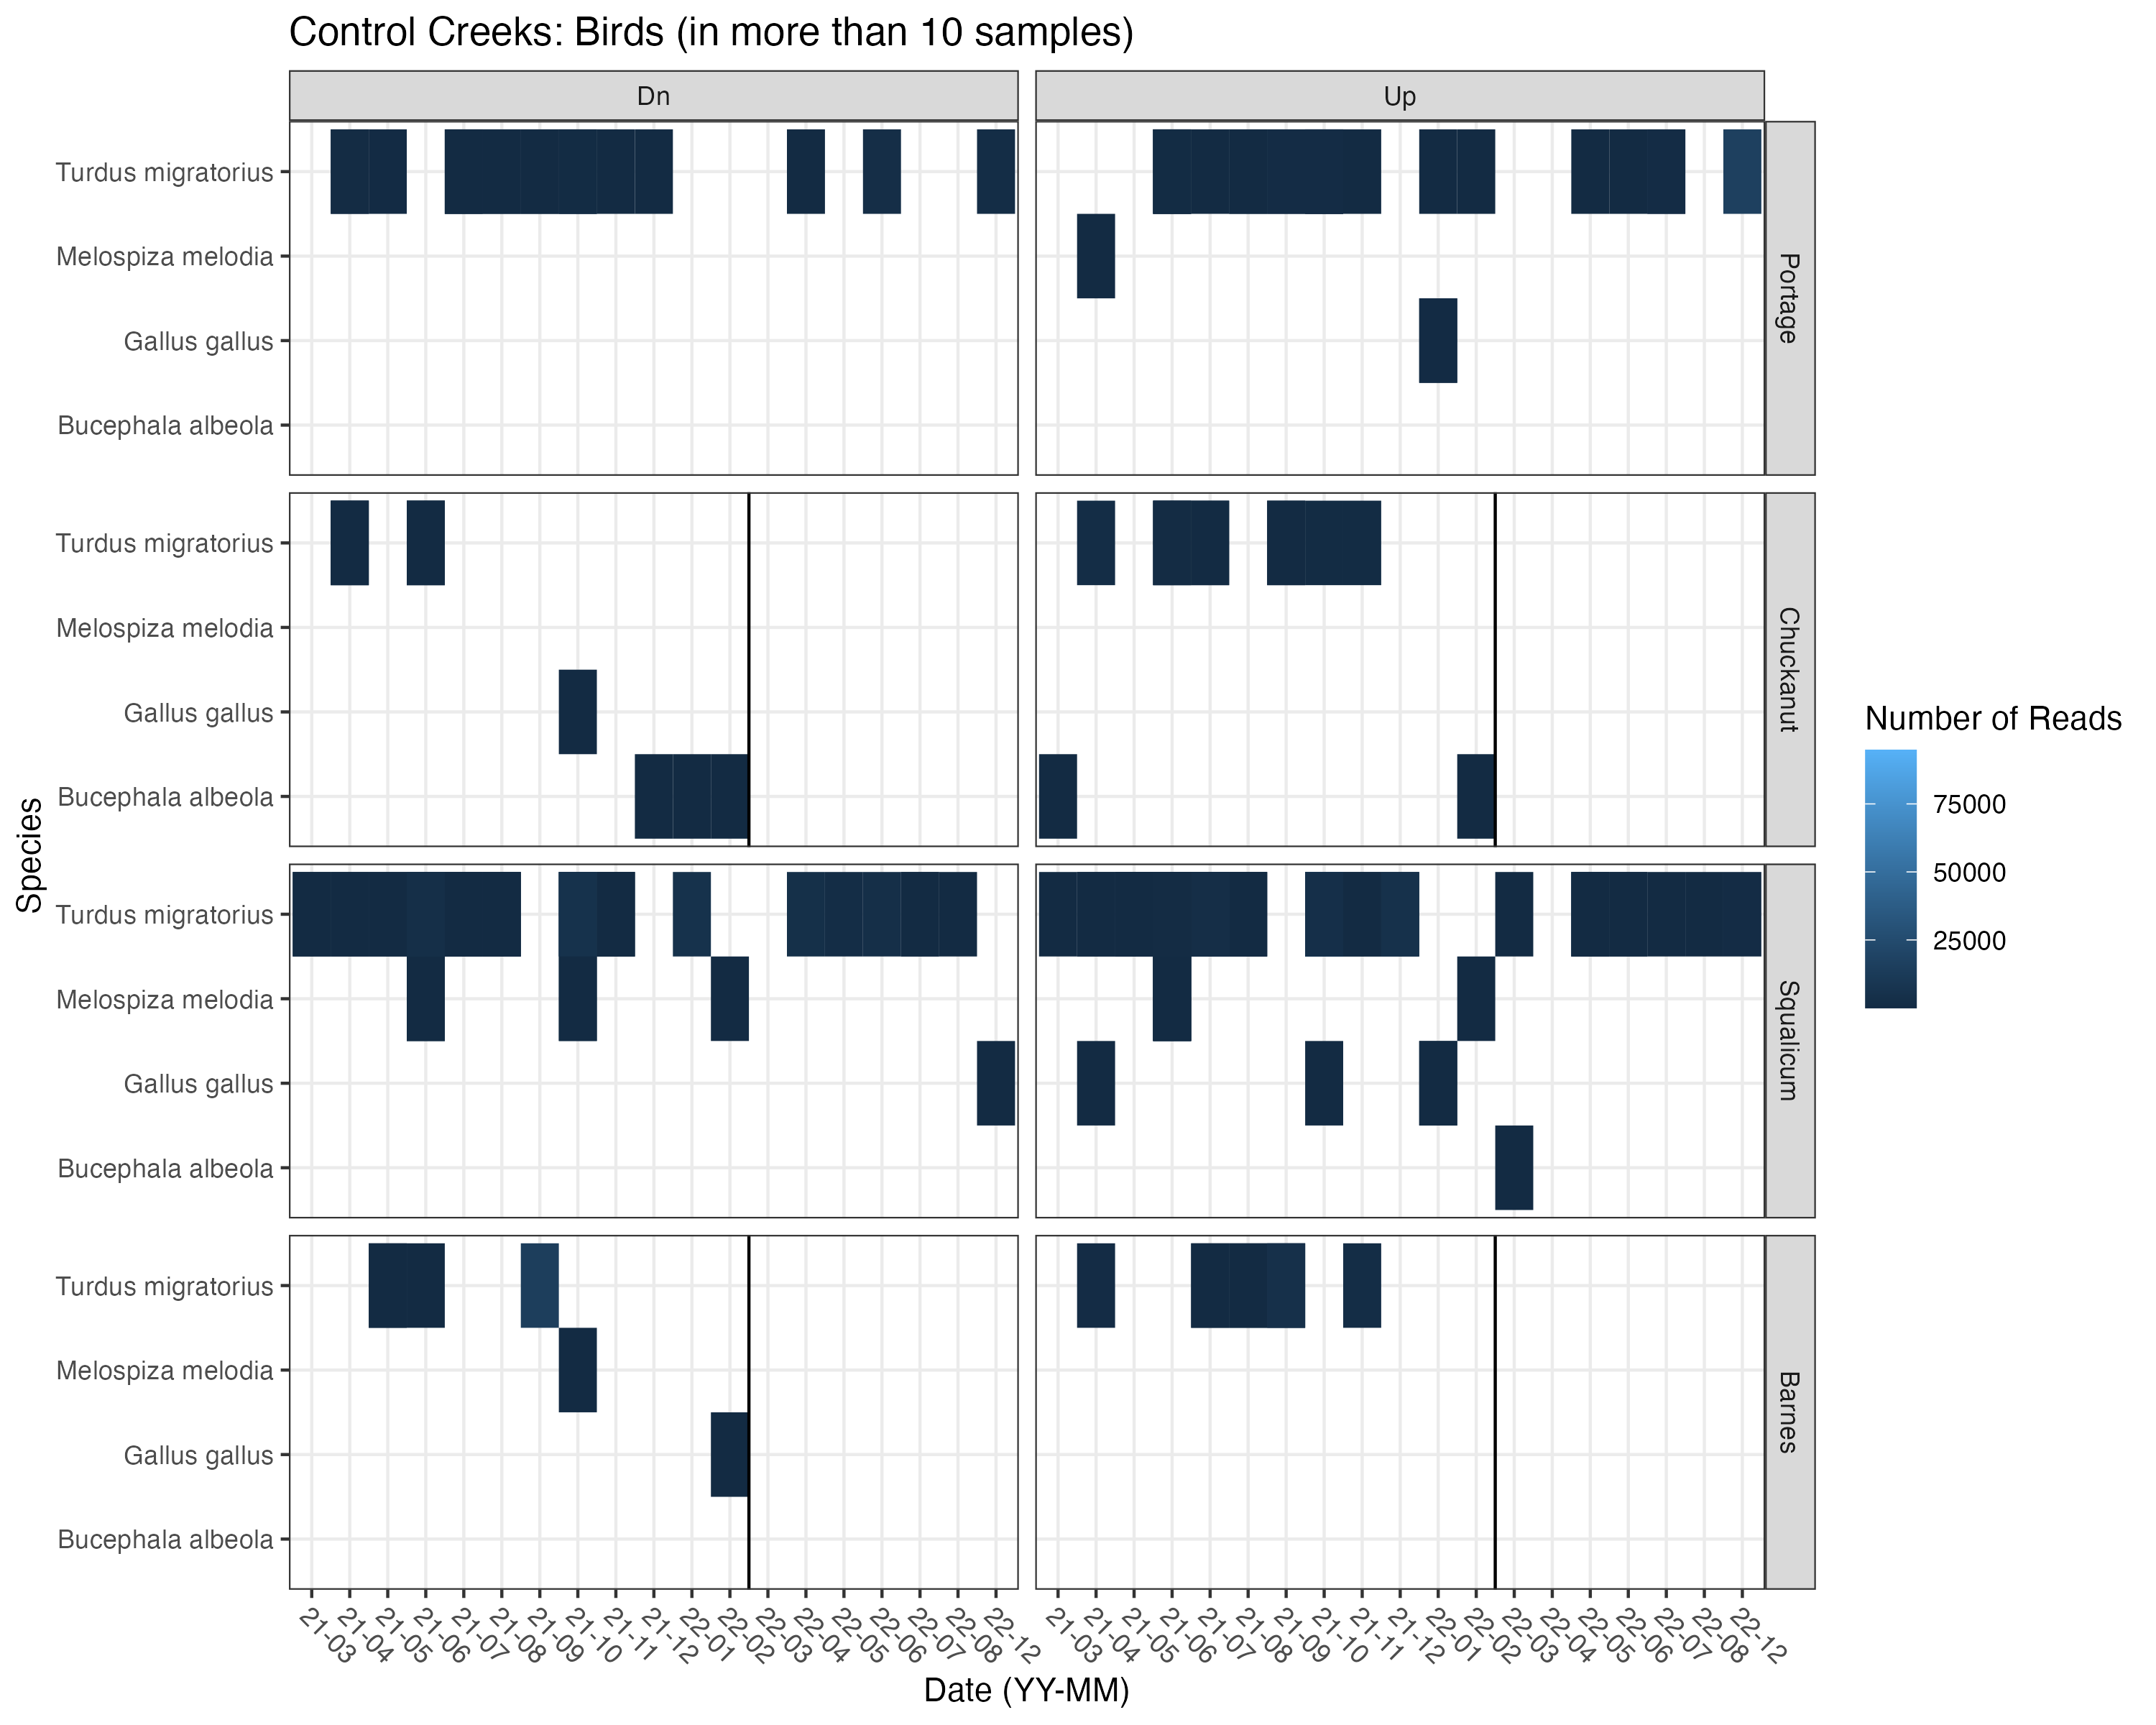 Control Creeks: Birds (in more than 10 samples)
Dn
Up
Turdus migratorius
Melospiza melodia
Gallus gallus
Bucephala albeola
Portage
Turdus migratorius
Melospiza melodia
Gallus gallus
Bucephala albeola
Chuckanut
Turdus migratorius
Melospiza melodia
Gallus gallus
Bucephala albeola
Squalicum
Turdus migratorius
Melospiza melodia
Gallus gallus
Bucephala albeola
Barnes
Species
21-03
21-04
21-05
21-06
21-07
21-08
21-09
21-10
21-11
21-12
22-01
22-02
22-03
22-04
22-05
22-06
22-07
22-08
22-12
21-03
21-04
21-05
21-06
21-07
21-08
21-09
21-10
21-11
21-12
22-01
22-02
22-03
22-04
22-05
22-06
22-07
22-08
22-12
Date (YY-MM)
Number of Reads
75000
50000
25000